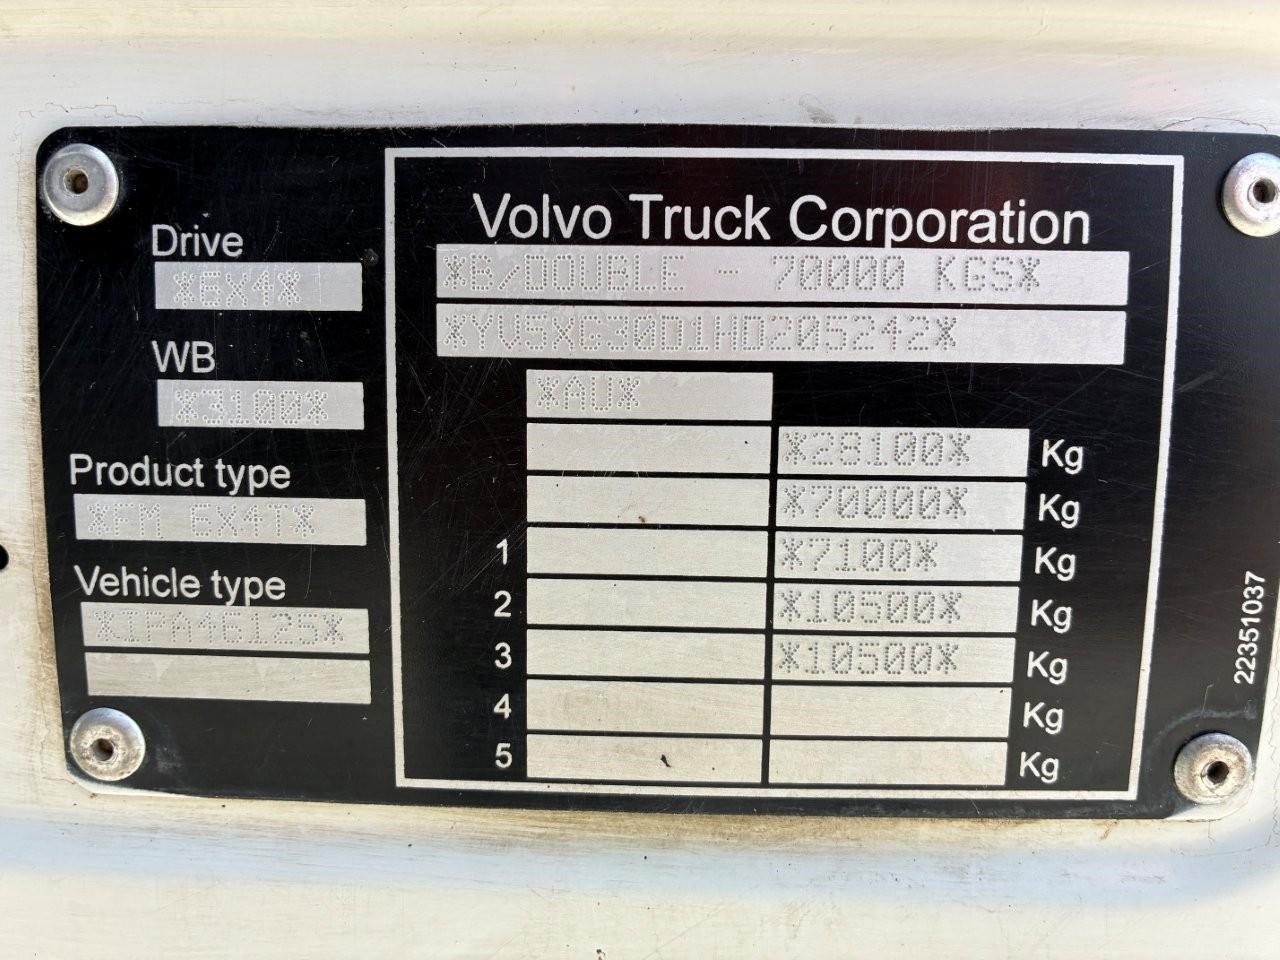 Volvo Truck Corporation
Drive
*6X4*
WB
*3100*
Product type
*FM 6X4T*
Vehicle type
*IPA46125*
*B/DOUBLE - 70000 KGS*
*YV5XG30D1HD205242*
*AU*
*28100* Kg
*70000* Kg
1 *7100* Kg
2 *10500* Kg
3 *10500* Kg
4 Kg
5 Kg
22351037